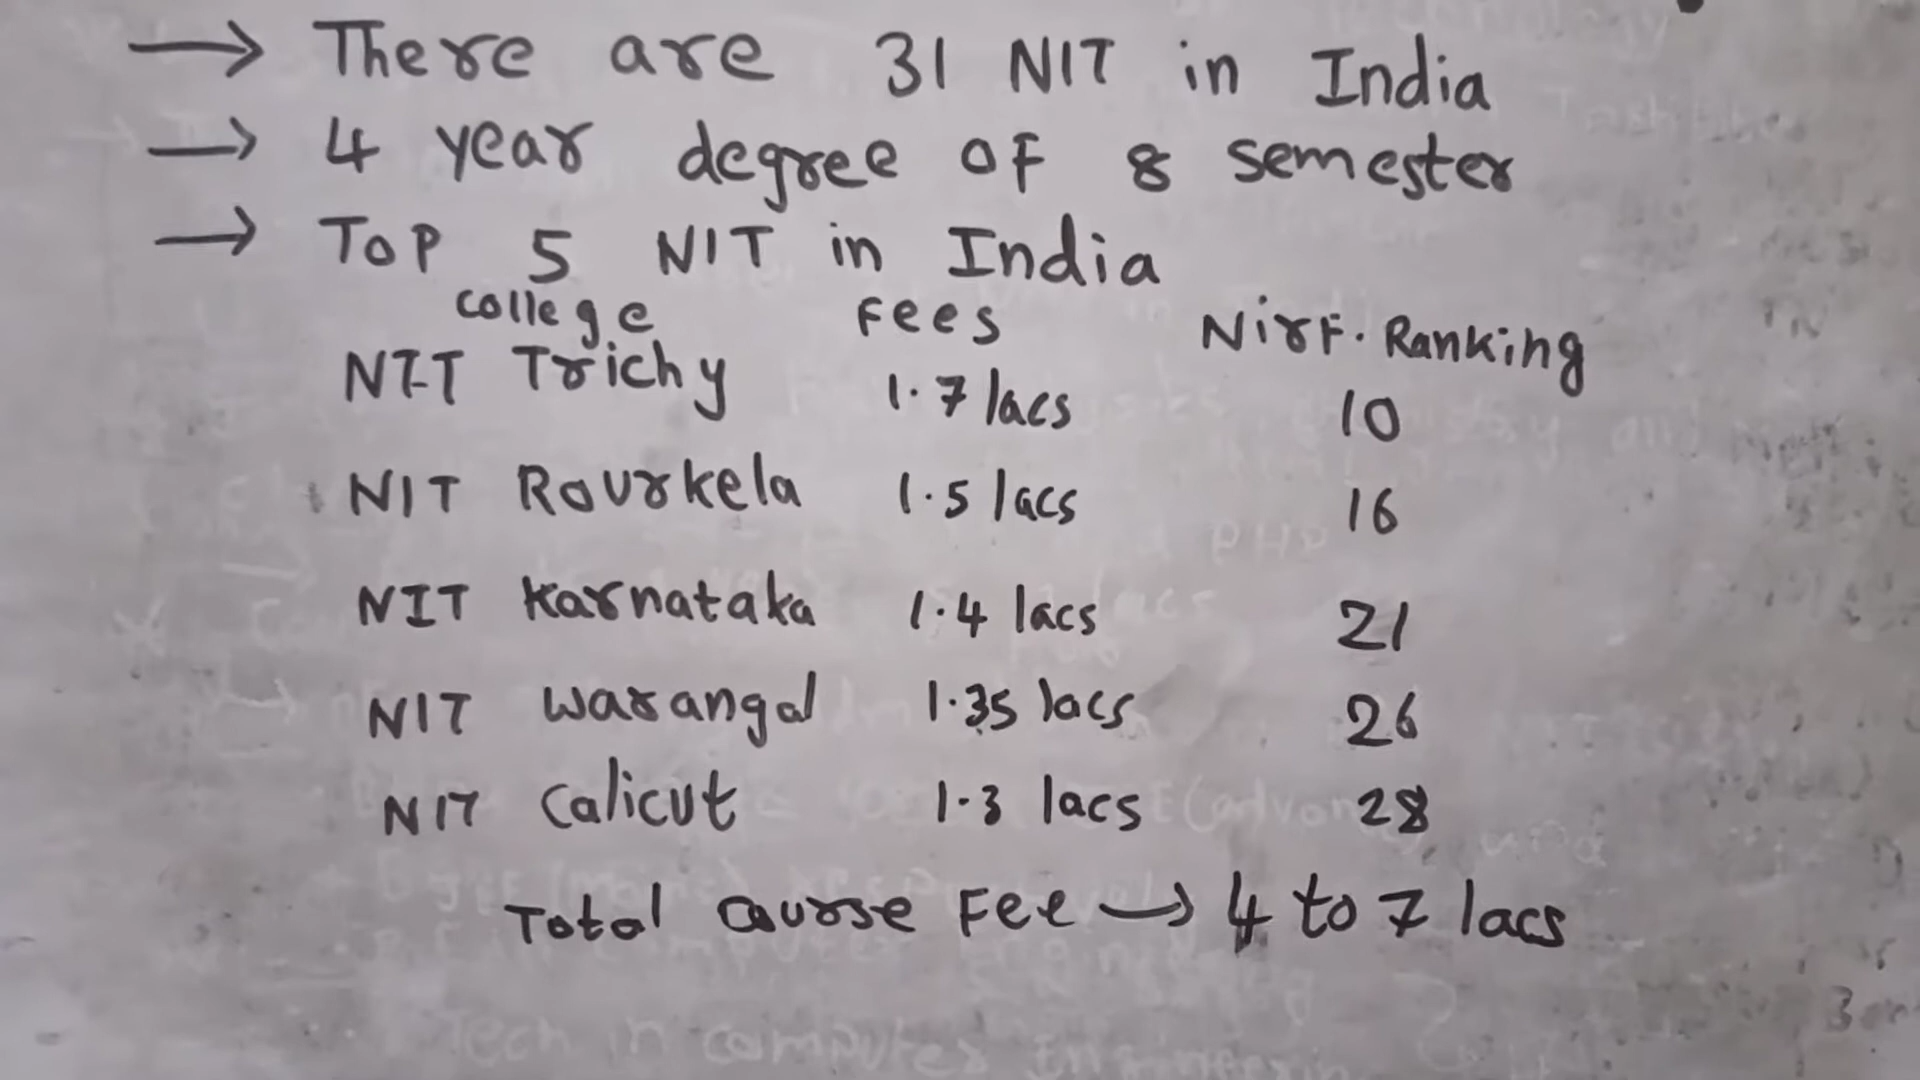 → There are 31 NIT in India
→ 4 year degree of 8 semester
→ Top 5 NIT in India
college Fees Nirf. Ranking
NIT Trichy 1.7 lacs 10
NIT Rourkela 1.5 lacs 16
NIT Karnataka 1.4 lacs 21
NIT Warangal 1.35 lacs 26
NIT Calicut 1.3 lacs 28
Total course Fee → 4 to 7 lacs